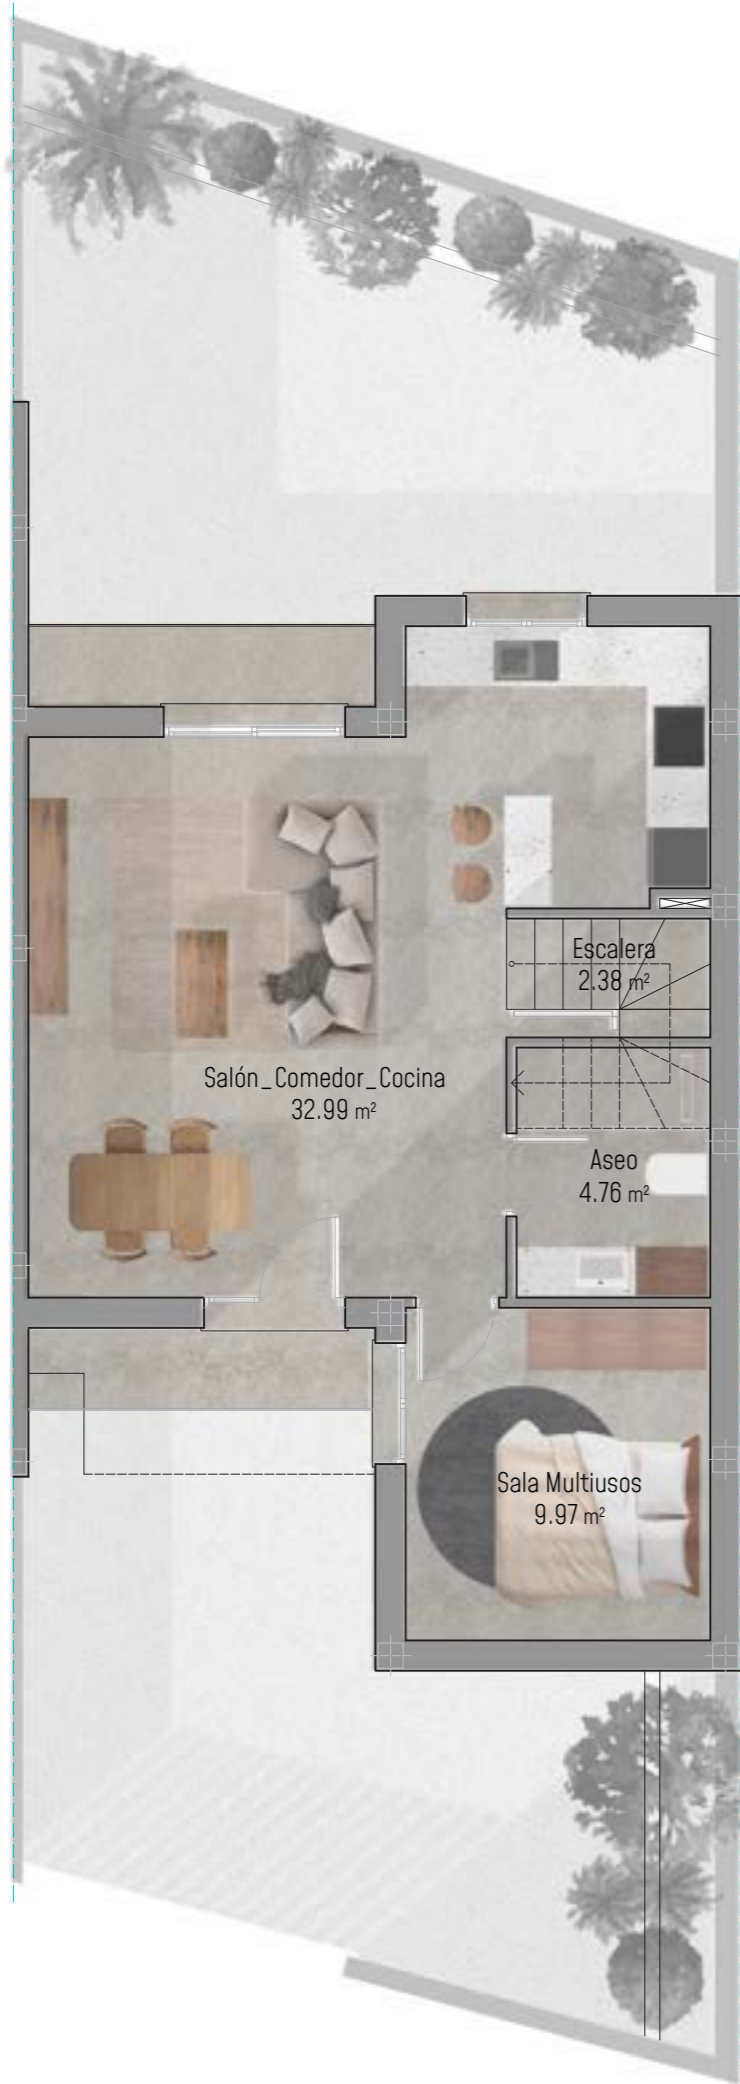 Escalera
2.38 m²
Salón_Comedor_Cocina
32.99 m²
Aseo
4.76 m²
Sala Multiusos
9.97 m²